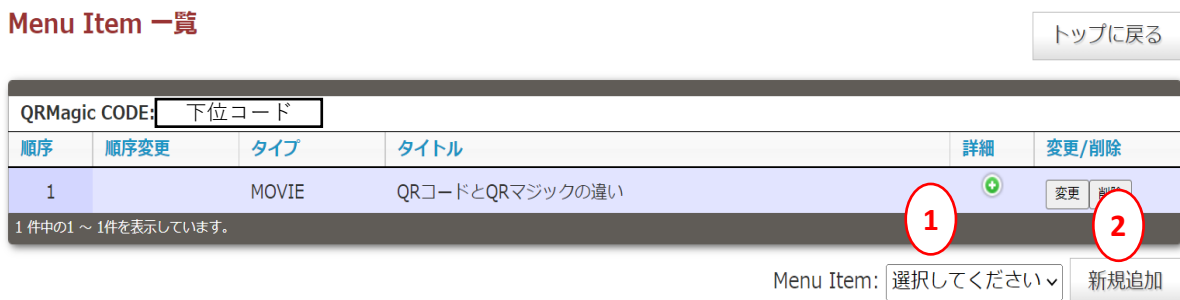 Menu Item 一覧
トップに戻る
QRMagic CODE: 下位コード
順序 順序変更 タイプ タイトル 詳細 変更/削除
1 MOVIE QRコードとQRマジックの違い 変更 削除
1 件中の1 ～ 1件を表示しています。
1 2
Menu Item: 選択してください 新規追加